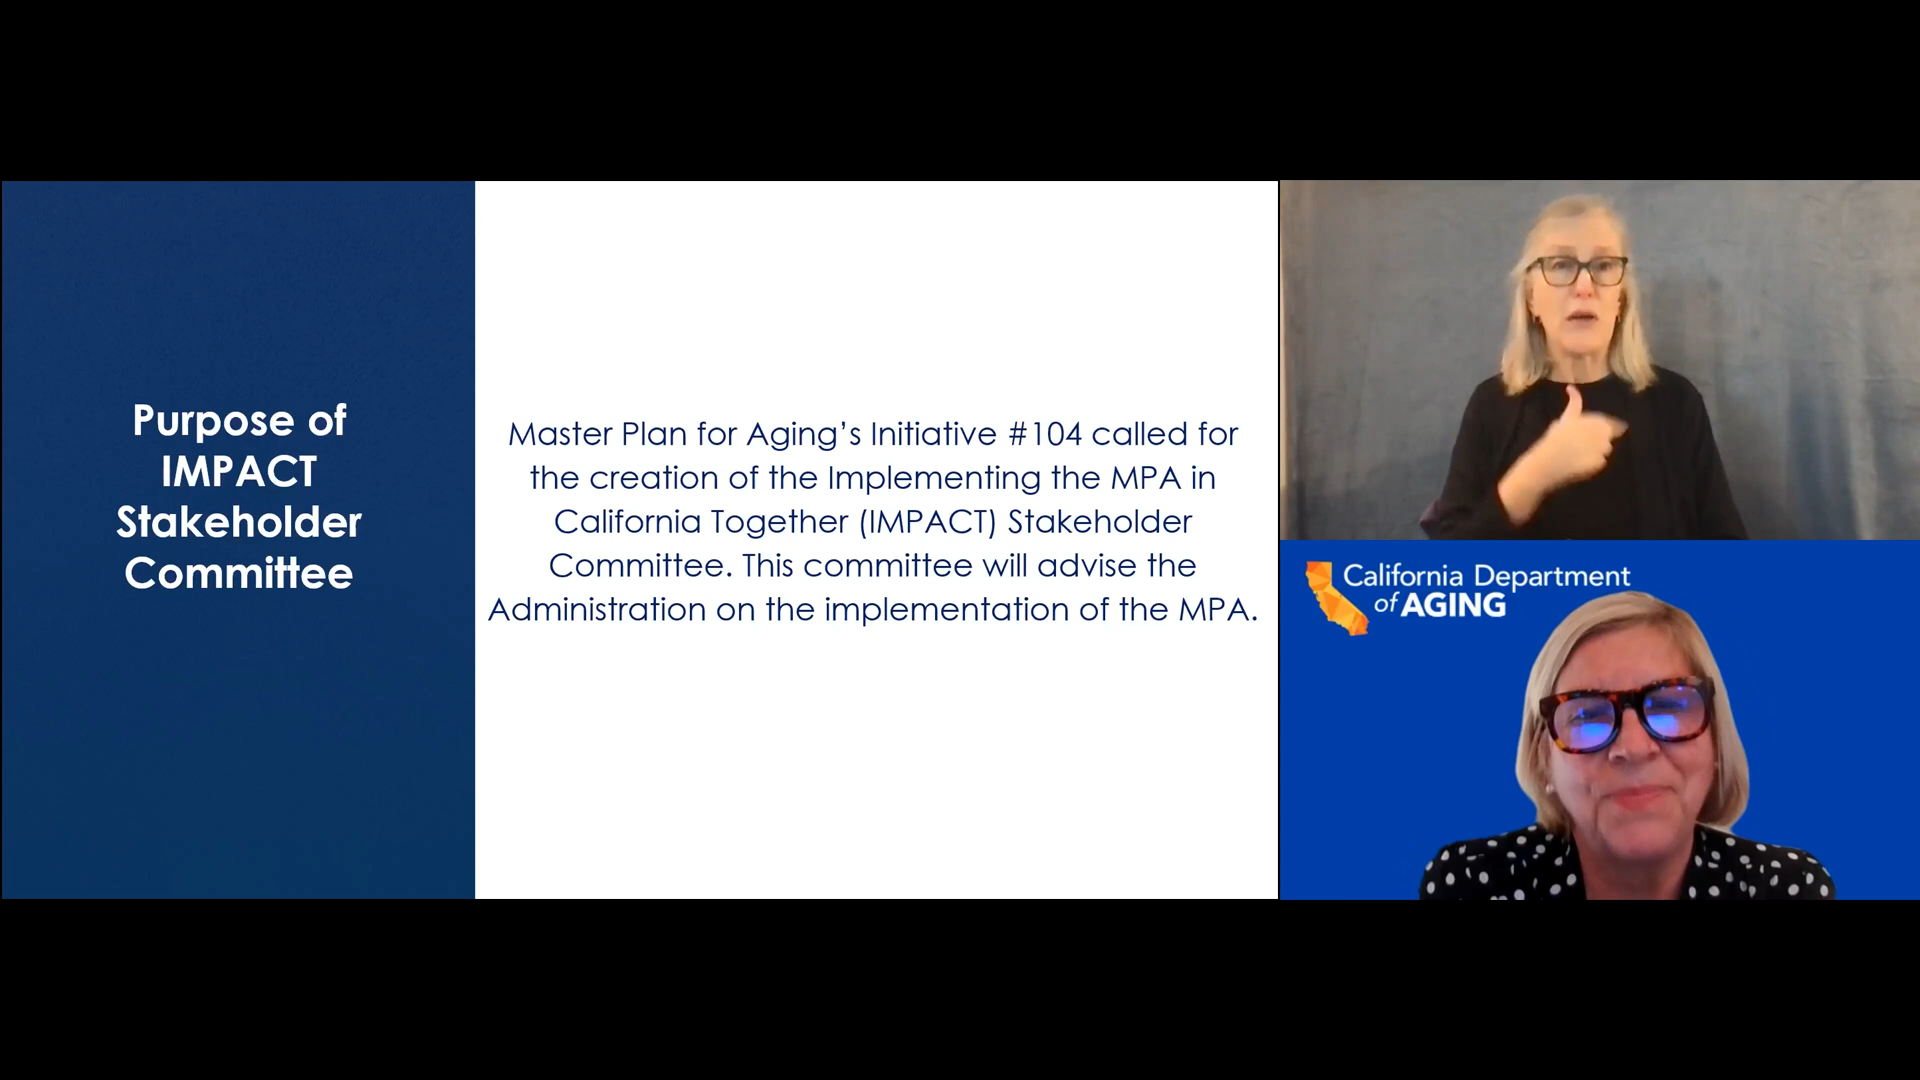 Purpose of
IMPACT
Stakeholder
Committee
Master Plan for Aging’s Initiative #104 called for
the creation of the Implementing the MPA in
California Together (IMPACT) Stakeholder
Committee. This committee will advise the
Administration on the implementation of the MPA.
California Department
of AGING